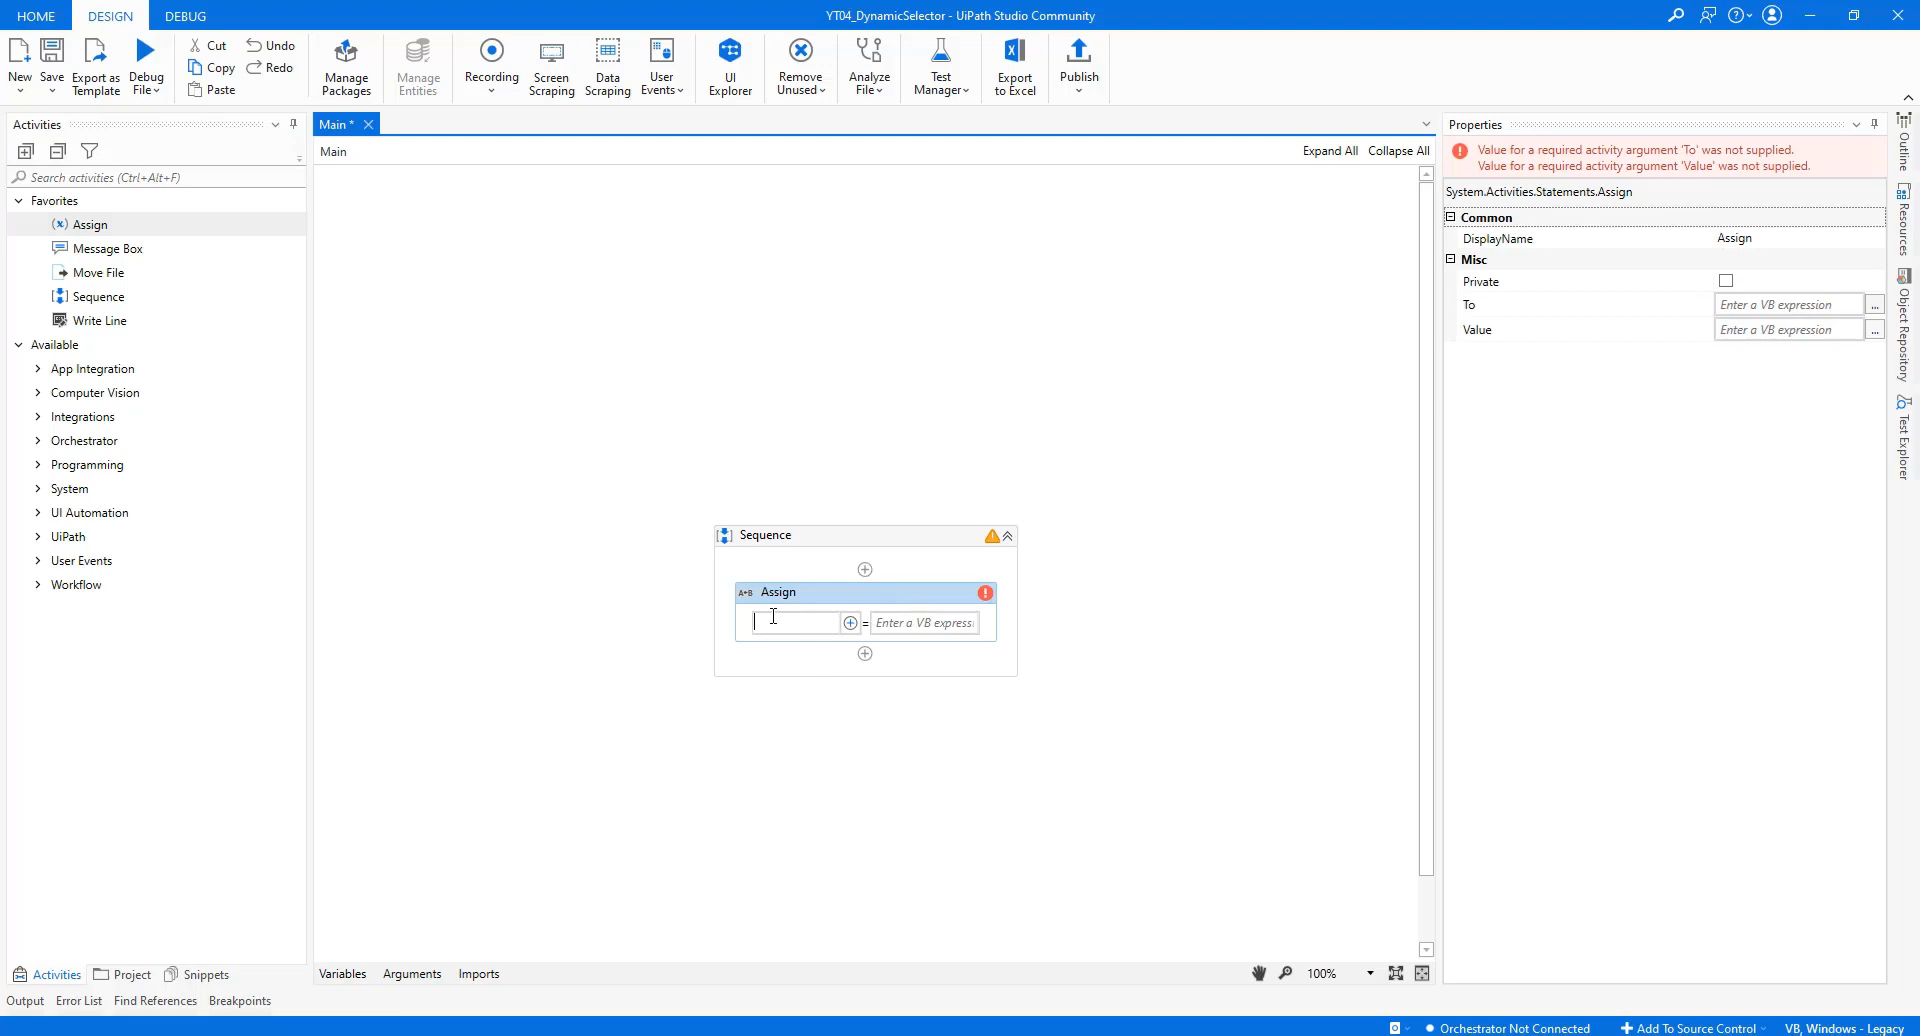 HOME DESIGN DEBUG YT04_DynamicSelector - UiPath Studio Community
New Save Export as Template Debug File
Cut Copy Paste Undo Redo
Manage Packages Manage Entities Recording Screen Scraping Data Scraping User Events UI Explorer Remove Unused Analyze File Test Manager Export to Excel Publish
Activities
Search activities (Ctrl+Alt+F)
Favorites
Assign
Message Box
Move File
Sequence
Write Line
Available
App Integration
Computer Vision
Integrations
Orchestrator
Programming
System
UI Automation
UiPath
User Events
Workflow
Activities Project Snippets
Main *
Main Expand All Collapse All
Sequence
A+B Assign
= Enter a VB express
Variables Arguments Imports 100%
Properties
Value for a required activity argument 'To' was not supplied.
Value for a required activity argument 'Value' was not supplied.
System.Activities.Statements.Assign
Common
DisplayName Assign
Misc
Private
To Enter a VB expression ...
Value Enter a VB expression ...
Outline
Resources
Object Repository
Test Explorer
Output Error List Find References Breakpoints
Orchestrator Not Connected Add To Source Control VB, Windows - Legacy